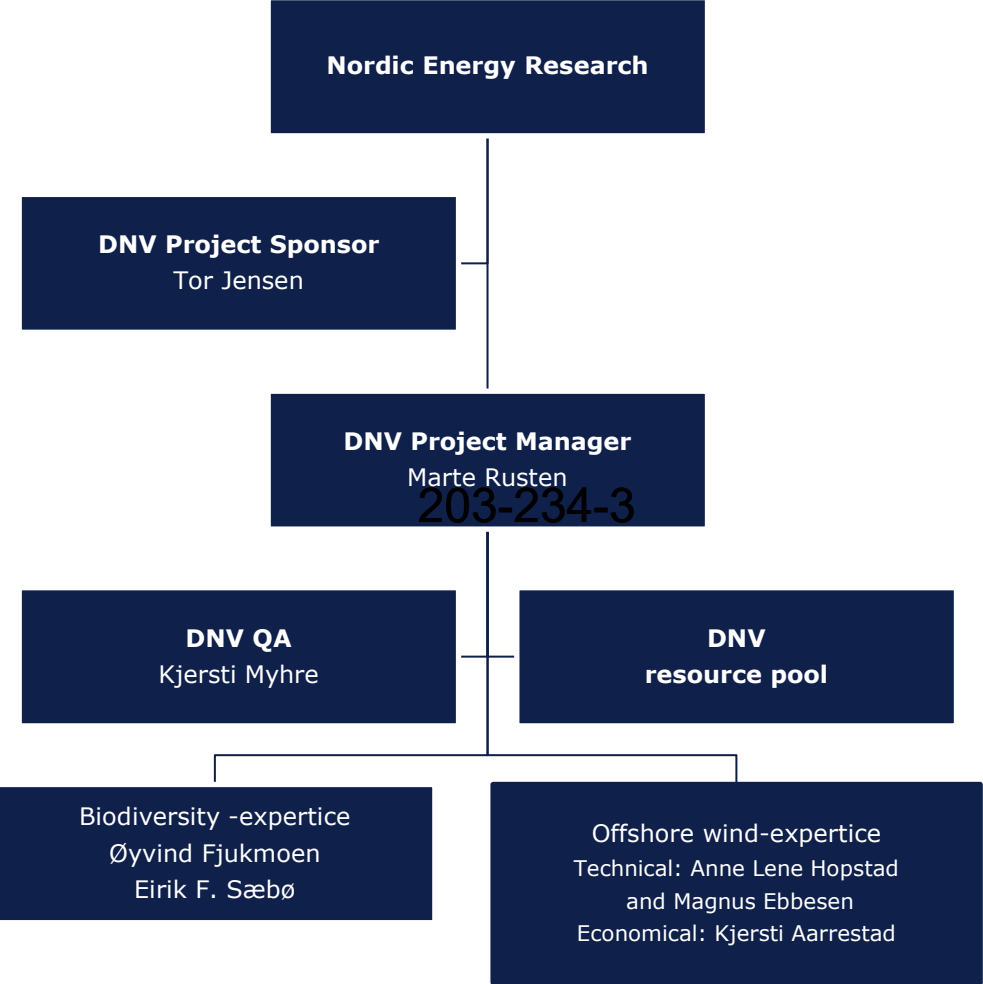 Nordic Energy Research
DNV Project Sponsor
Tor Jensen
DNV Project Manager
Marte Rusten
203-234-3
DNV QA
Kjersti Myhre
DNV
resource pool
Biodiversity -expertice
Øyvind Fjukmoen
Eirik F. Sæbø
Offshore wind-expertice
Technical: Anne Lene Hopstad
and Magnus Ebbesen
Economical: Kjersti Aarrestad